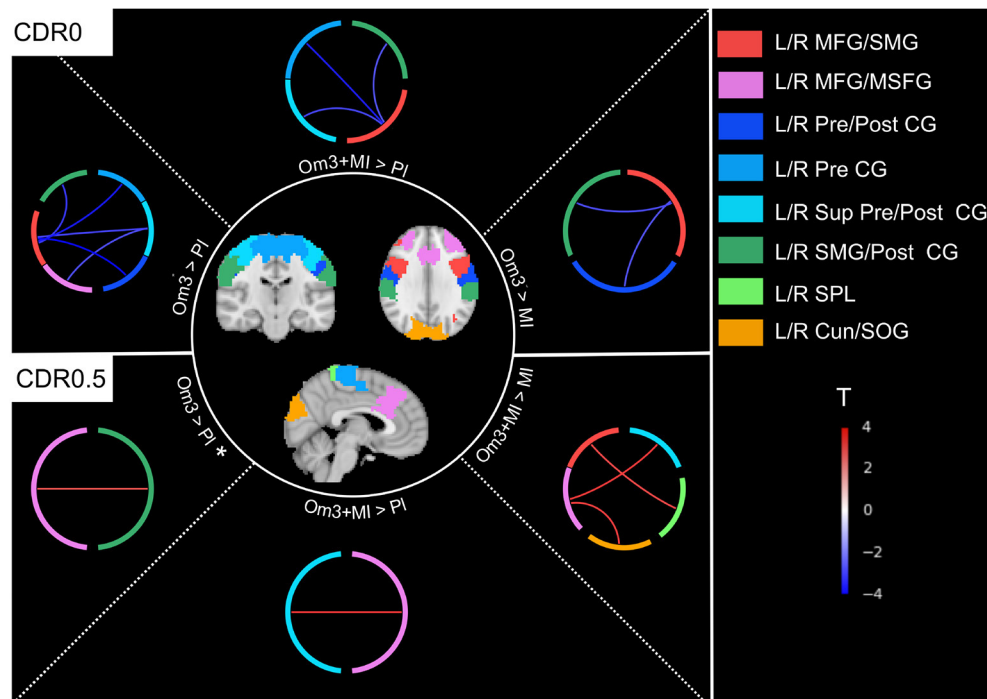 CDR0
Om3+MI > Pl
Om3 > Pl
Om3 > MI
CDR0.5
Om3 > Pl *
Om3+MI > Pl
Om3+MI > MI
L/R MFG/SMG
L/R MFG/MSFG
L/R Pre/Post CG
L/R Pre CG
L/R Sup Pre/Post CG
L/R SMG/Post CG
L/R SPL
L/R Cun/SOG
T
4
2
0
−2
−4